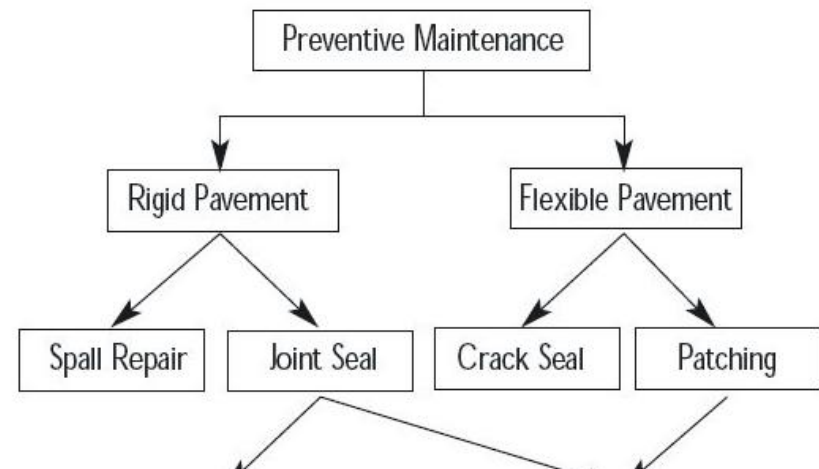 Preventive Maintenance
Rigid Pavement
Flexible Pavement
Spall Repair
Joint Seal
Crack Seal
Patching